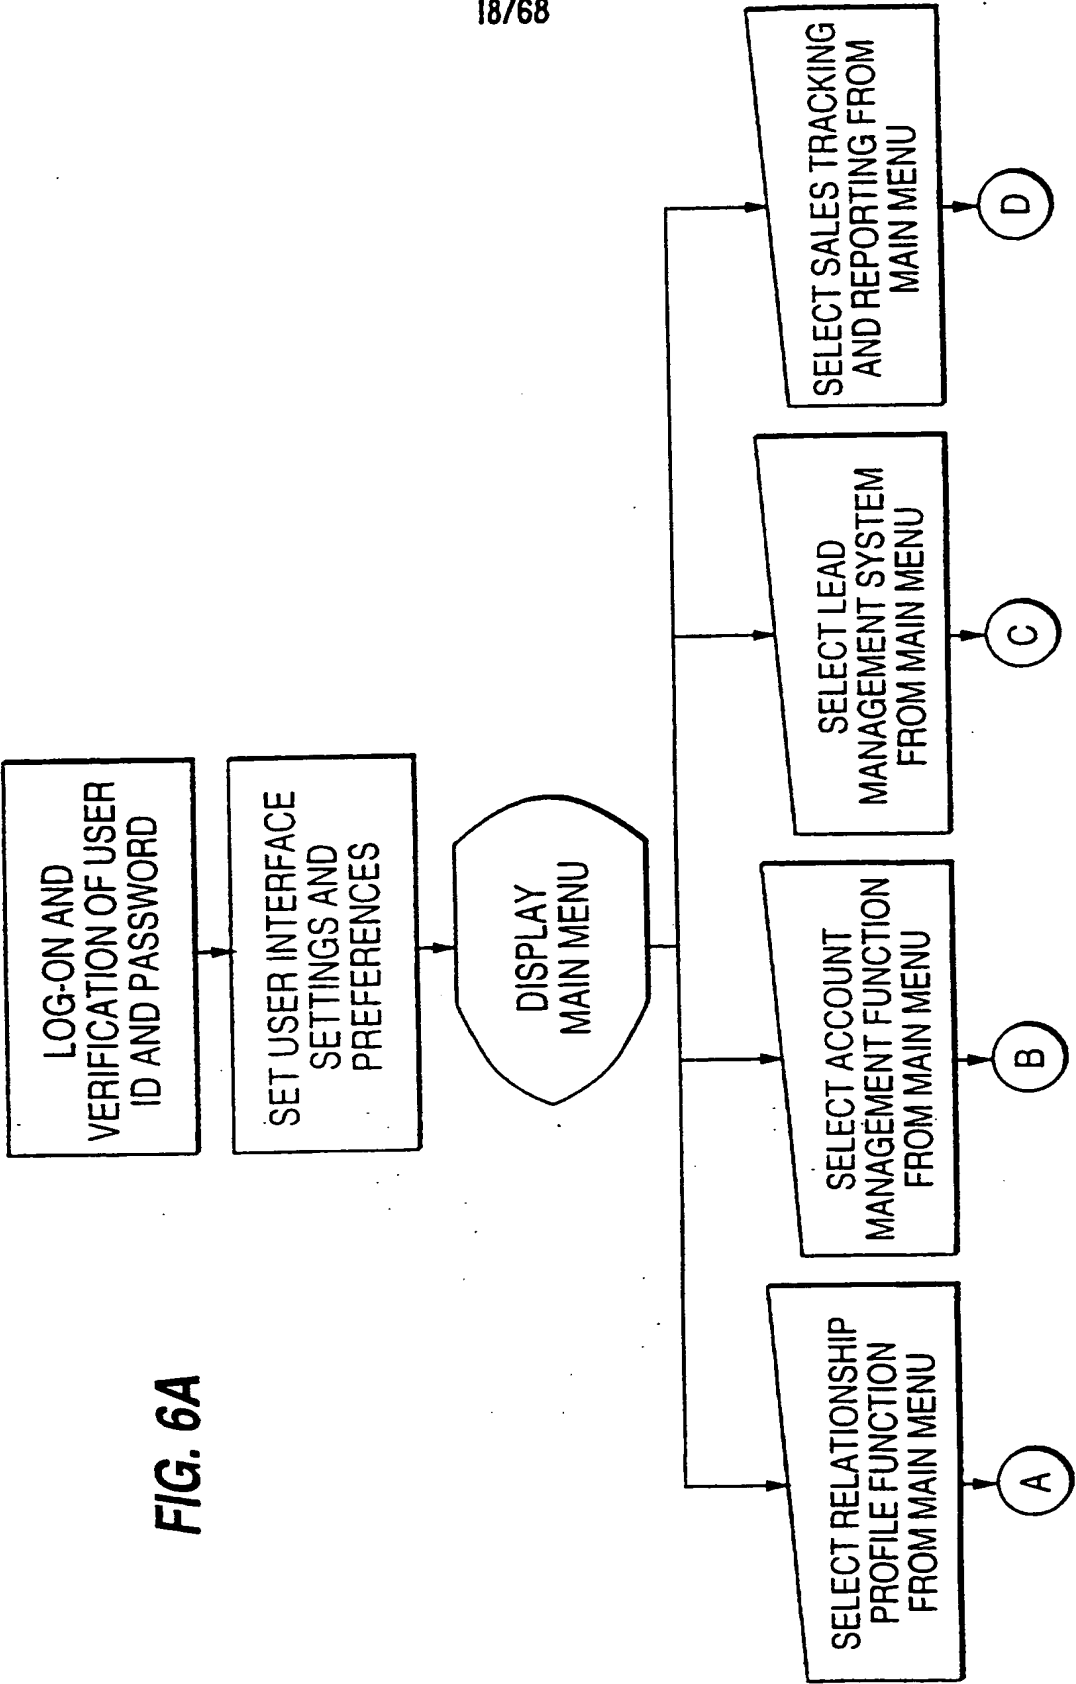 18/68
FIG. 6A
LOG-ON AND
VERIFICATION OF USER
ID AND PASSWORD
SET USER INTERFACE
SETTINGS AND
PREFERENCES
DISPLAY
MAIN MENU
SELECT RELATIONSHIP
PROFILE FUNCTION
FROM MAIN MENU
A
SELECT ACCOUNT
MANAGEMENT FUNCTION
FROM MAIN MENU
B
SELECT LEAD
MANAGEMENT SYSTEM
FROM MAIN MENU
C
SELECT SALES TRACKING
AND REPORTING FROM
MAIN MENU
D